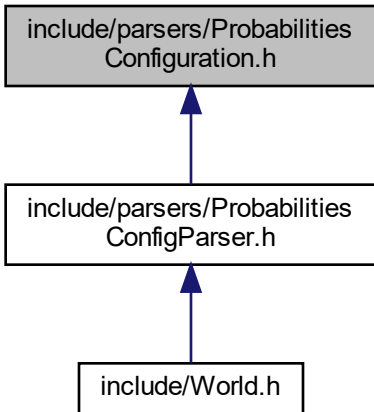 include/parsers/Probabilities
Configuration.h
include/parsers/Probabilities
ConfigParser.h
include/World.h